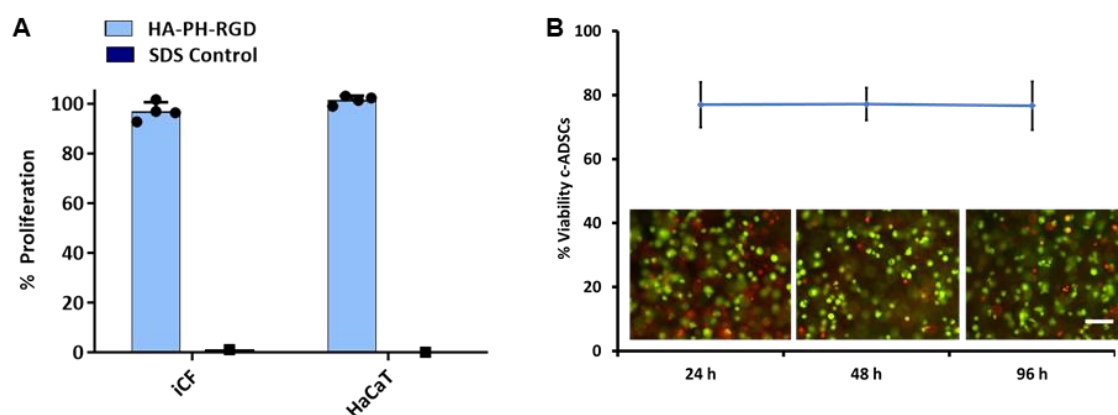 A
HA-PH-RGD
SDS Control
% Proliferation
100
80
60
40
20
0
iCF
HaCaT
B
% Viability c-ADSCs
100
80
60
40
20
0
24 h
48 h
96 h